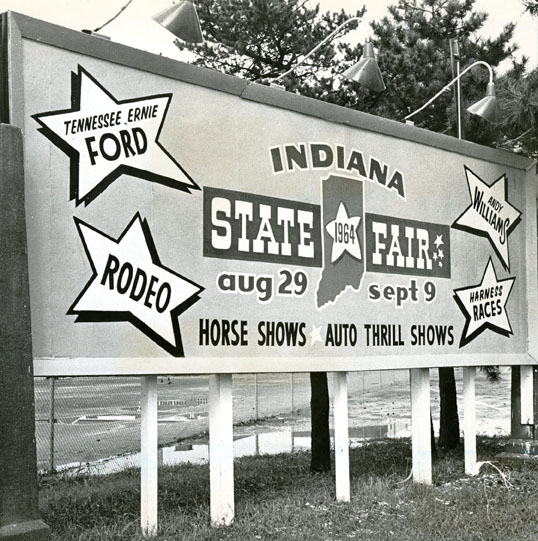 TENNESSEE ERNIE
FORD
RODEO
INDIANA
STATE 1964 FAIR
aug 29 sept 9
HORSE SHOWS AUTO THRILL SHOWS
ANDY
WILLIAMS
HARNESS
RACES